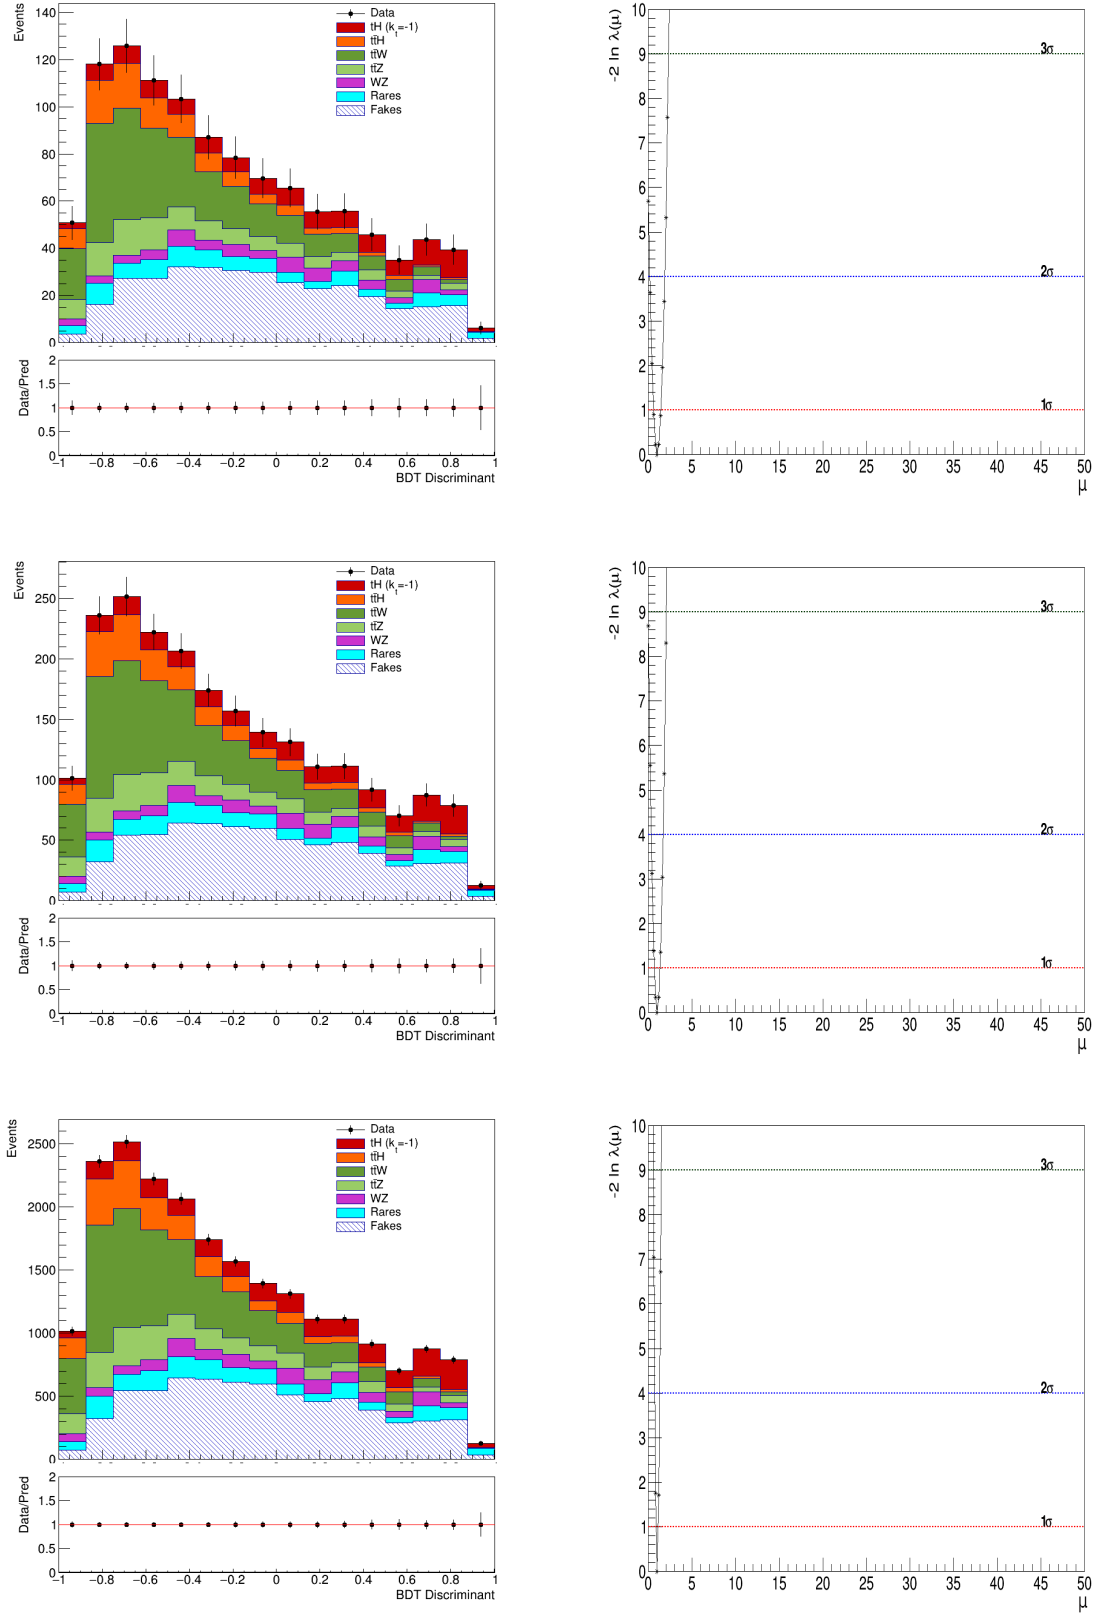 Events
140
120
100
80
60
40
20
0
Data
tH (kt=-1)
tt̄H
tt̄W
tt̄Z
WZ
Rares
Fakes
Data/Pred
2
1.5
1
0.5
0
−1 −0.8 −0.6 −0.4 −0.2 0 0.2 0.4 0.6 0.8 1
BDT Discriminant
-2 ln λ(μ)
10
9
8
7
6
5
4
3
2
1
0
3σ
2σ
1σ
0 5 10 15 20 25 30 35 40 45 50
μ
Events
250
200
150
100
50
0
Data
tH (kt=-1)
tt̄H
tt̄W
tt̄Z
WZ
Rares
Fakes
Data/Pred
2
1.5
1
0.5
0
−1 −0.8 −0.6 −0.4 −0.2 0 0.2 0.4 0.6 0.8 1
BDT Discriminant
-2 ln λ(μ)
10
9
8
7
6
5
4
3
2
1
0
3σ
2σ
1σ
0 5 10 15 20 25 30 35 40 45 50
μ
Events
2500
2000
1500
1000
500
0
Data
tH (kt=-1)
tt̄H
tt̄W
tt̄Z
WZ
Rares
Fakes
Data/Pred
2
1.5
1
0.5
0
−1 −0.8 −0.6 −0.4 −0.2 0 0.2 0.4 0.6 0.8 1
BDT Discriminant
-2 ln λ(μ)
10
9
8
7
6
5
4
3
2
1
0
3σ
2σ
1σ
0 5 10 15 20 25 30 35 40 45 50
μ